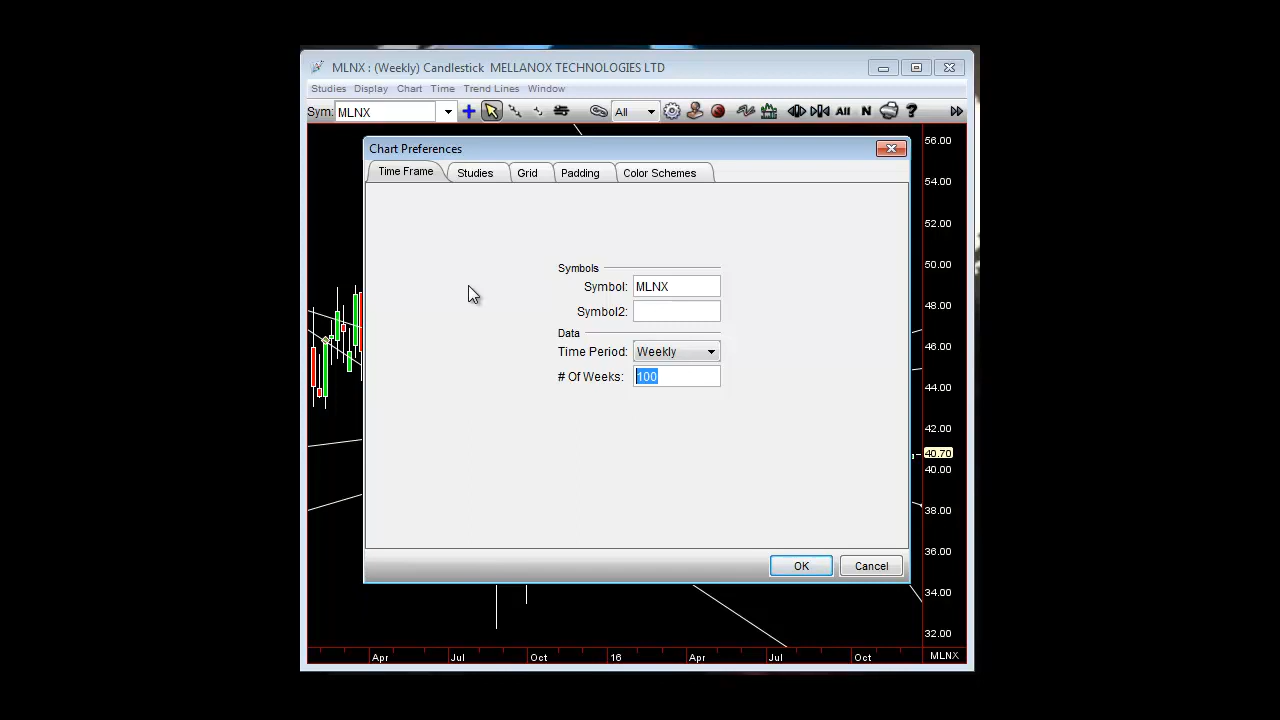 MLNX : (Weekly) Candlestick  MELLANOX TECHNOLOGIES LTD
Studies Display Chart Time Trend Lines Window
Sym: MLNX All All N ?
Chart Preferences
Time Frame Studies Grid Padding Color Schemes
Symbols
Symbol: MLNX
Symbol2:
Data
Time Period: Weekly
# Of Weeks: 100
OK Cancel
56.00
54.00
52.00
50.00
48.00
46.00
44.00
42.00
40.70
40.00
38.00
36.00
34.00
32.00
Apr Jul Oct 16 Apr Jul Oct MLNX